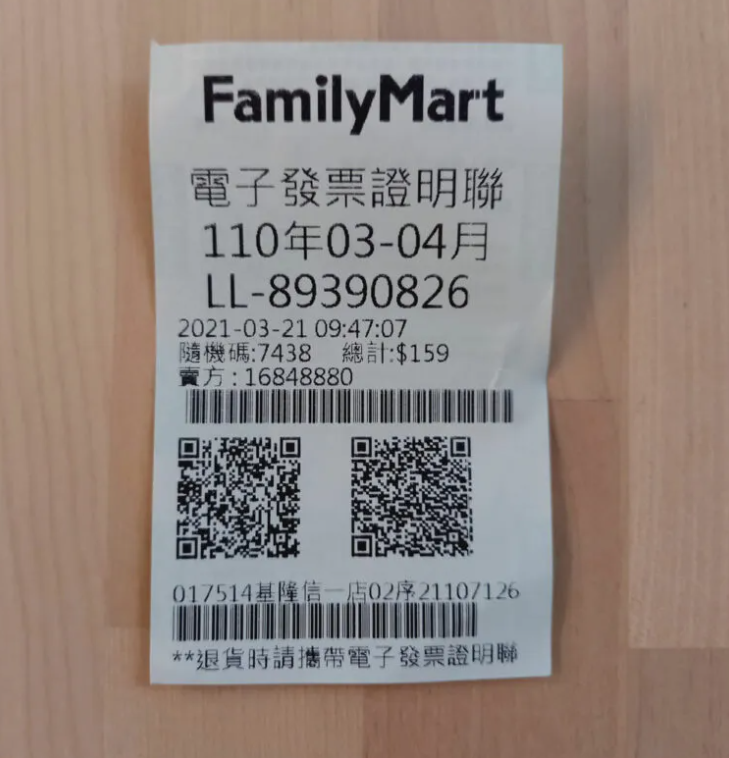 FamilyMart
電子發票證明聯
110年03-04月
LL-89390826
2021-03-21 09:47:07
隨機碼:7438 總計:$159
賣方:16848880
017514基隆信一店02序21107126
**退貨時請攜帶電子發票證明聯